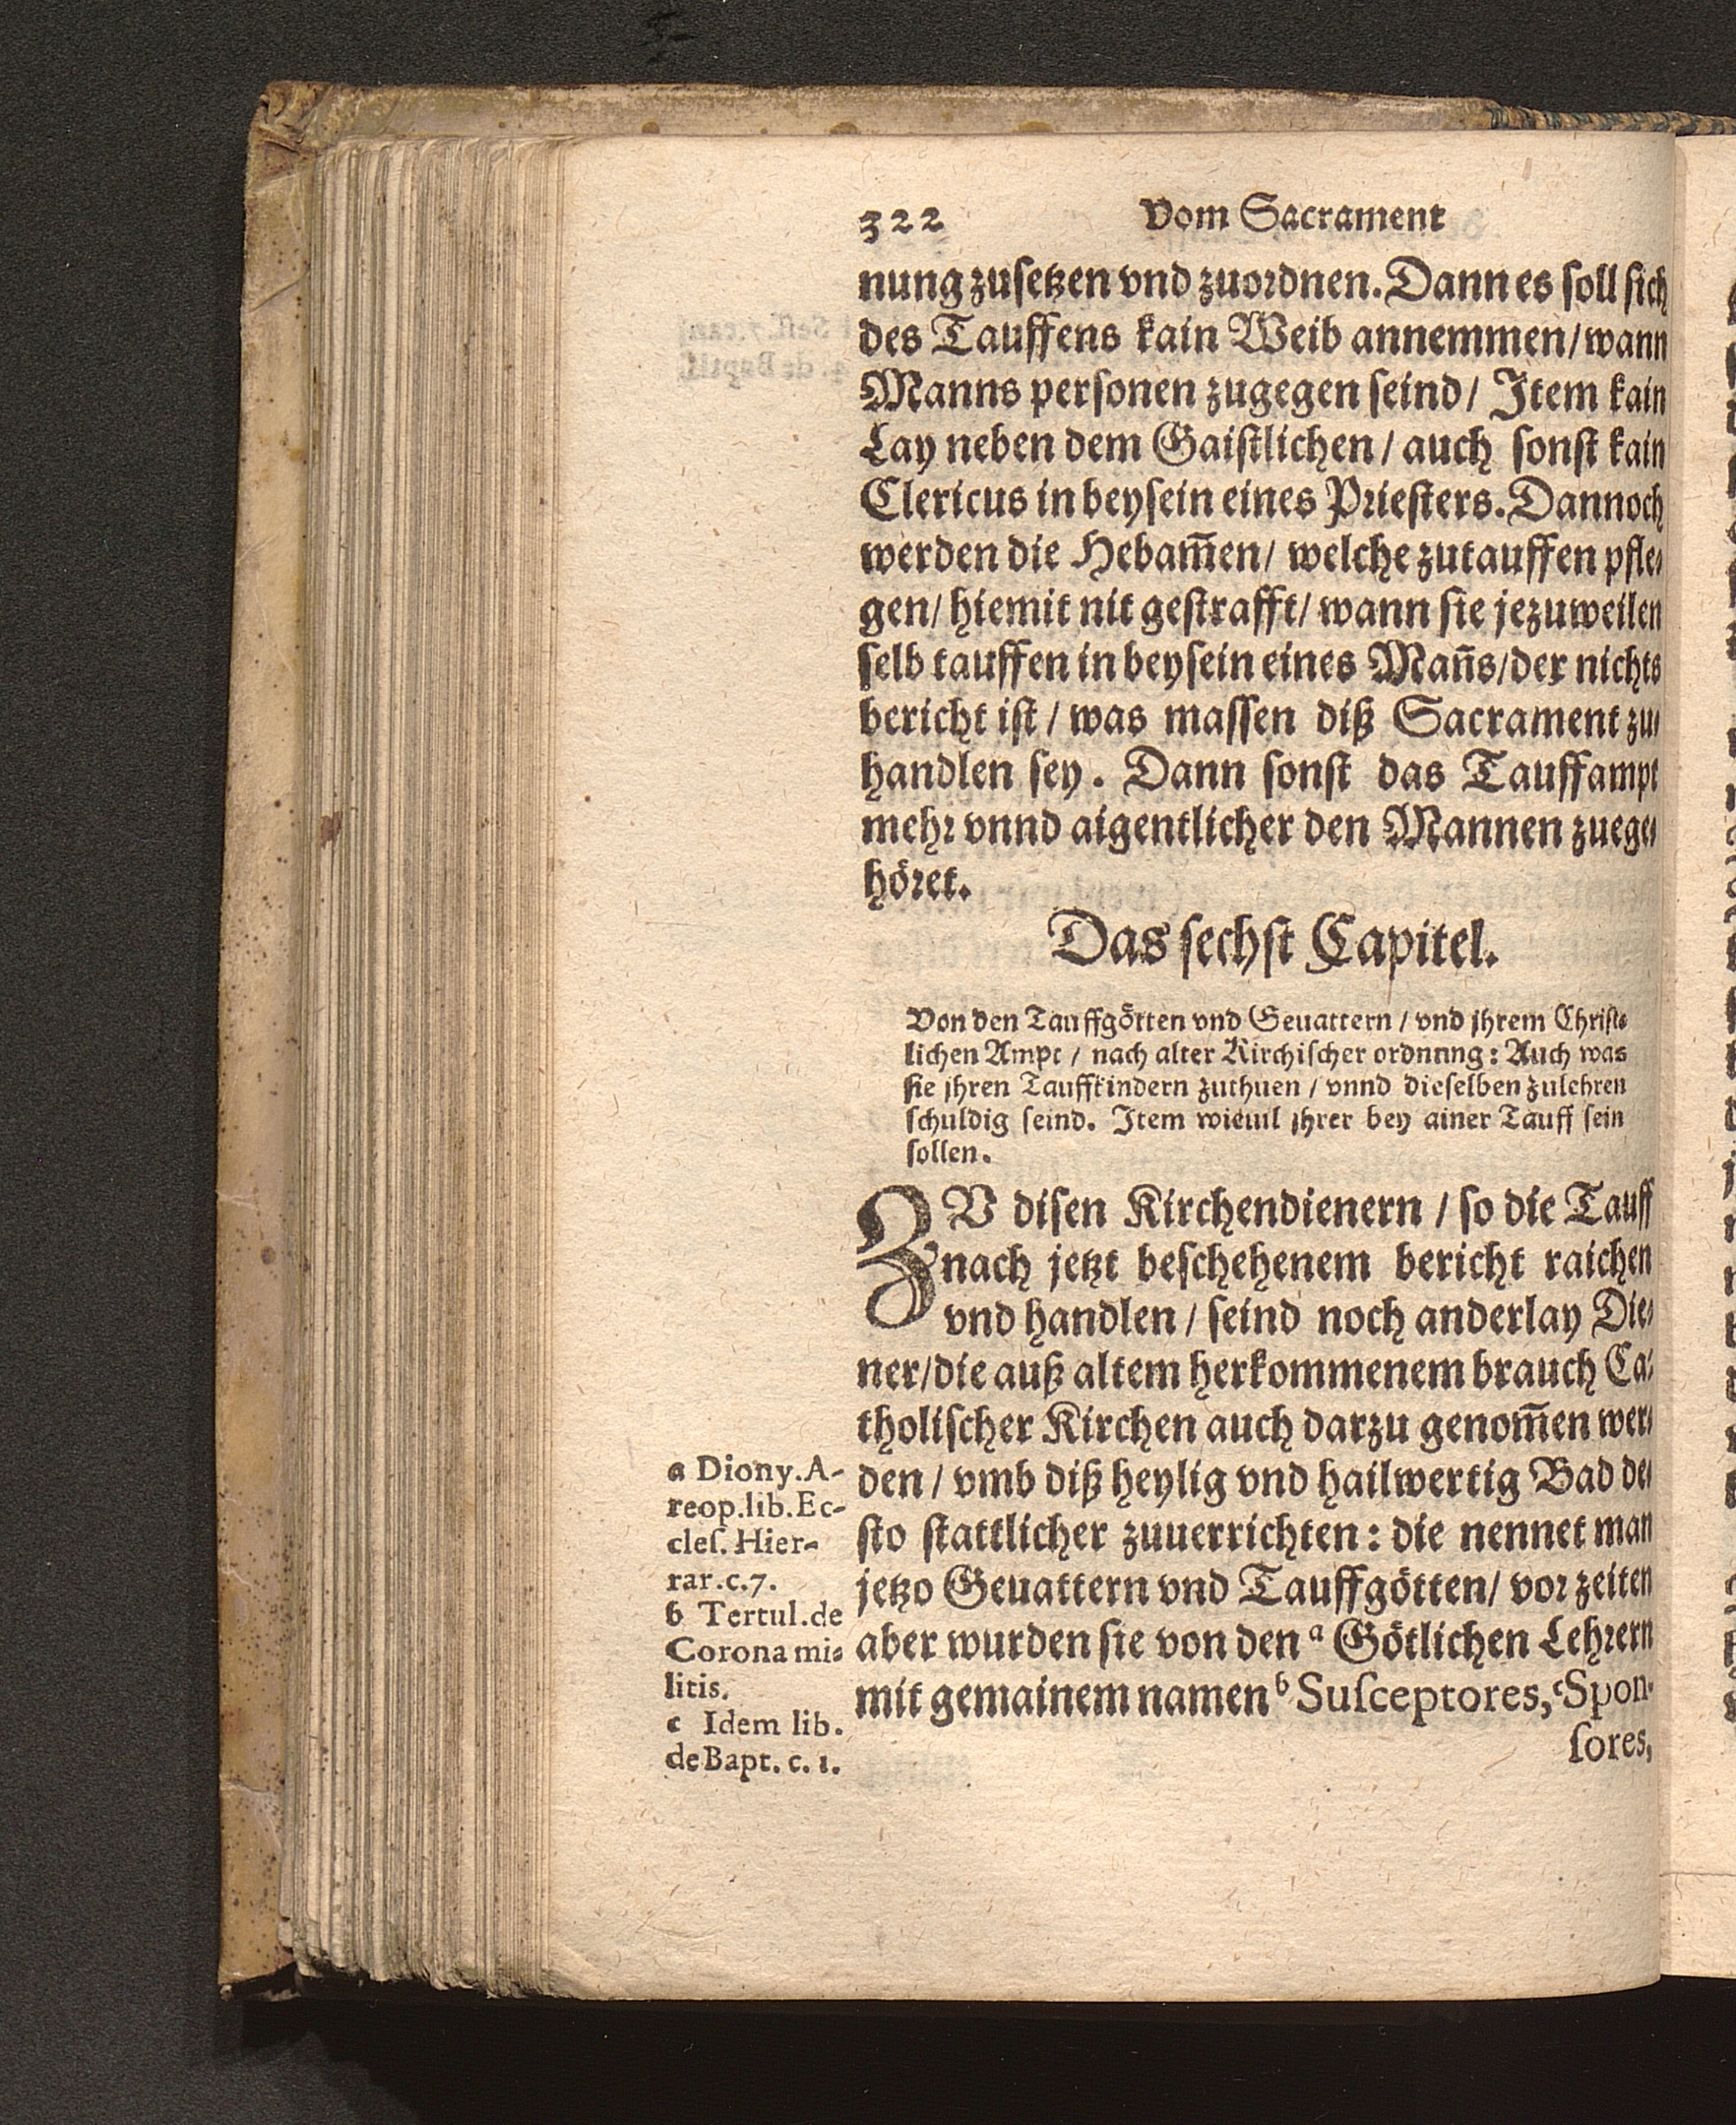 322 Vom Sacrament
nung zuſetzen vnd zuordnen. Dann es ſoll ſich
des Tauffens kain Weib annemmen/ wann
Manns perſonen zugegen ſeind/ Item kain
Lay neben dem Gaiſtlichen / auch ſonſt kain
Clericus in beyſein eines Prieſters. Dannoch
werden die Hebam̄en/ welche zutauffen pfle-
gen/ hiemit nit geſtrafft/ wann ſie jezuweilen
ſelb tauffen in beyſein eines Man̄s/der nichts
bericht iſt / was maſſen diß Sacrament zu-
handlen ſey. Dann ſonſt das Tauffampt
mehr vnnd aigentlicher den Mannen zuege-
höret.
Das ſechſt Capitel.
Von den Tauffgötten vnd Geuattern / vnd jhrem Chriſt-
lichen Ampt / nach alter Kirchiſcher ordnung: Auch was
ſie jhren Tauffkindern zuthuen / vnnd dieſelben zulehren
ſchuldig ſeind. Item wieuil jhrer bey ainer Tauff ſein
ſollen.
ZV diſen Kirchendienern / ſo die Tauff
nach jetzt beſchehenem bericht raichen
vnd handlen / ſeind noch anderlay Die-
ner/die auß altem herkommenem brauch Ca-
tholiſcher Kirchen auch darzu genom̄en wer-
den / vmb diß heylig vnd hailwertig Bad de-
ſto ſtattlicher zuuerrichten: die nennet man
jetzo Geuattern vnd Tauffgötten/ vor zeiten
aber wurden ſie von den ᵃ Götlichen Lehrern
mit gemainem namen ᵇ Suſceptores, ᶜSpon-
ſores,
a Diony. A-
reop. lib. Ec-
cleſ. Hier-
rar. c. 7.
b Tertul. de
Corona mi-
litis.
c Idem lib.
de Bapt. c. 1.